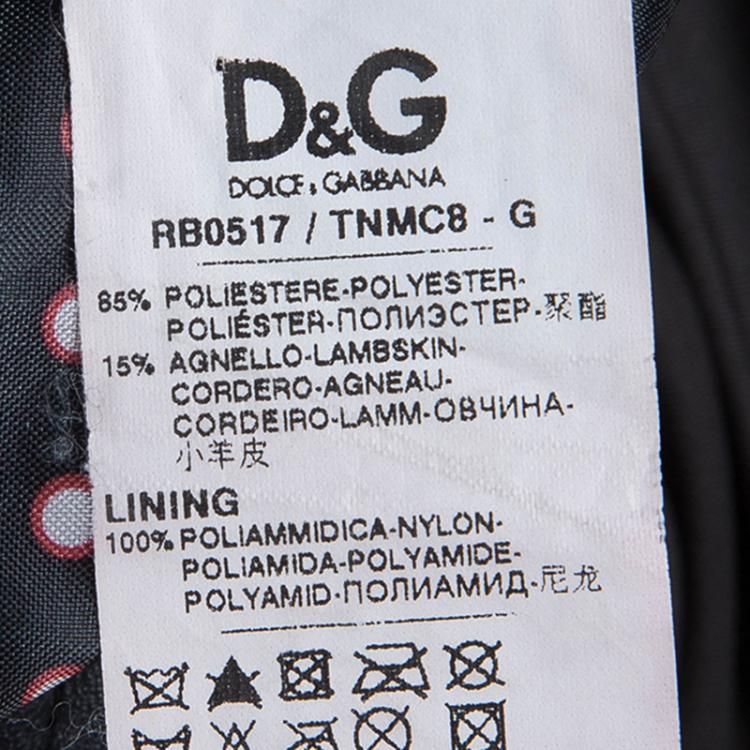 D&G
DOLCE & GABBANA
RB0517 / TNMC8 - G
85% POLIESTERE-POLYESTER-
POLIÉSTER-ПОЛИЭСТЕР-聚酯
15% AGNELLO-LAMBSKIN-
CORDERO-AGNEAU-
CORDEIRO-LAMM-ОВЧИНА-
小羊皮
LINING
100% POLIAMMIDICA-NYLON-
POLIAMIDA-POLYAMIDE-
POLYAMID-ПОЛИАМИД-尼龙